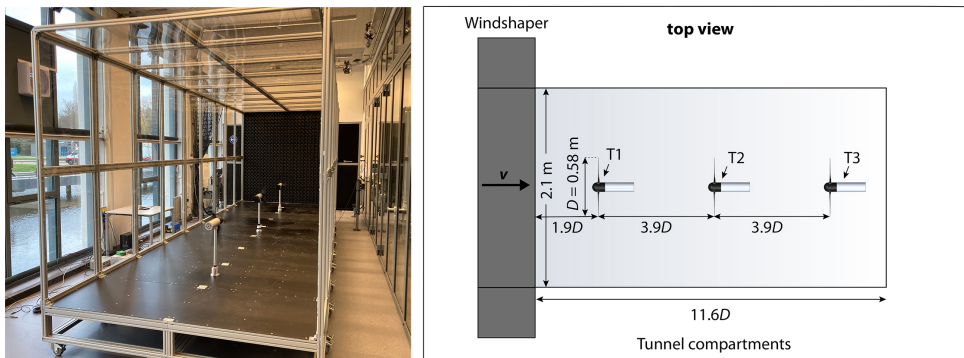 Windshaper
top view
v
2.1 m
D = 0.58 m
T1
T2
T3
1.9D
3.9D
3.9D
11.6D
Tunnel compartments